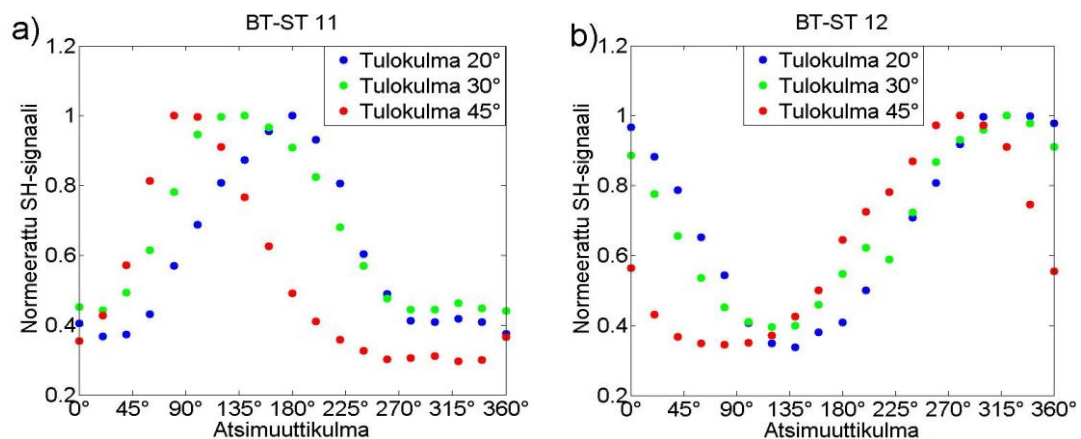 a)
BT-ST 11
1.2
1
0.8
0.6
0.4
0.2
Normeerattu SH-signaali
Tulokulma 20°
Tulokulma 30°
Tulokulma 45°
0° 45° 90° 135° 180° 225° 270° 315° 360°
Atsimuuttikulma
b)
BT-ST 12
1.2
1
0.8
0.6
0.4
0.2
Normeerattu SH-signaali
Tulokulma 20°
Tulokulma 30°
Tulokulma 45°
0° 45° 90° 135° 180° 225° 270° 315° 360°
Atsimuuttikulma